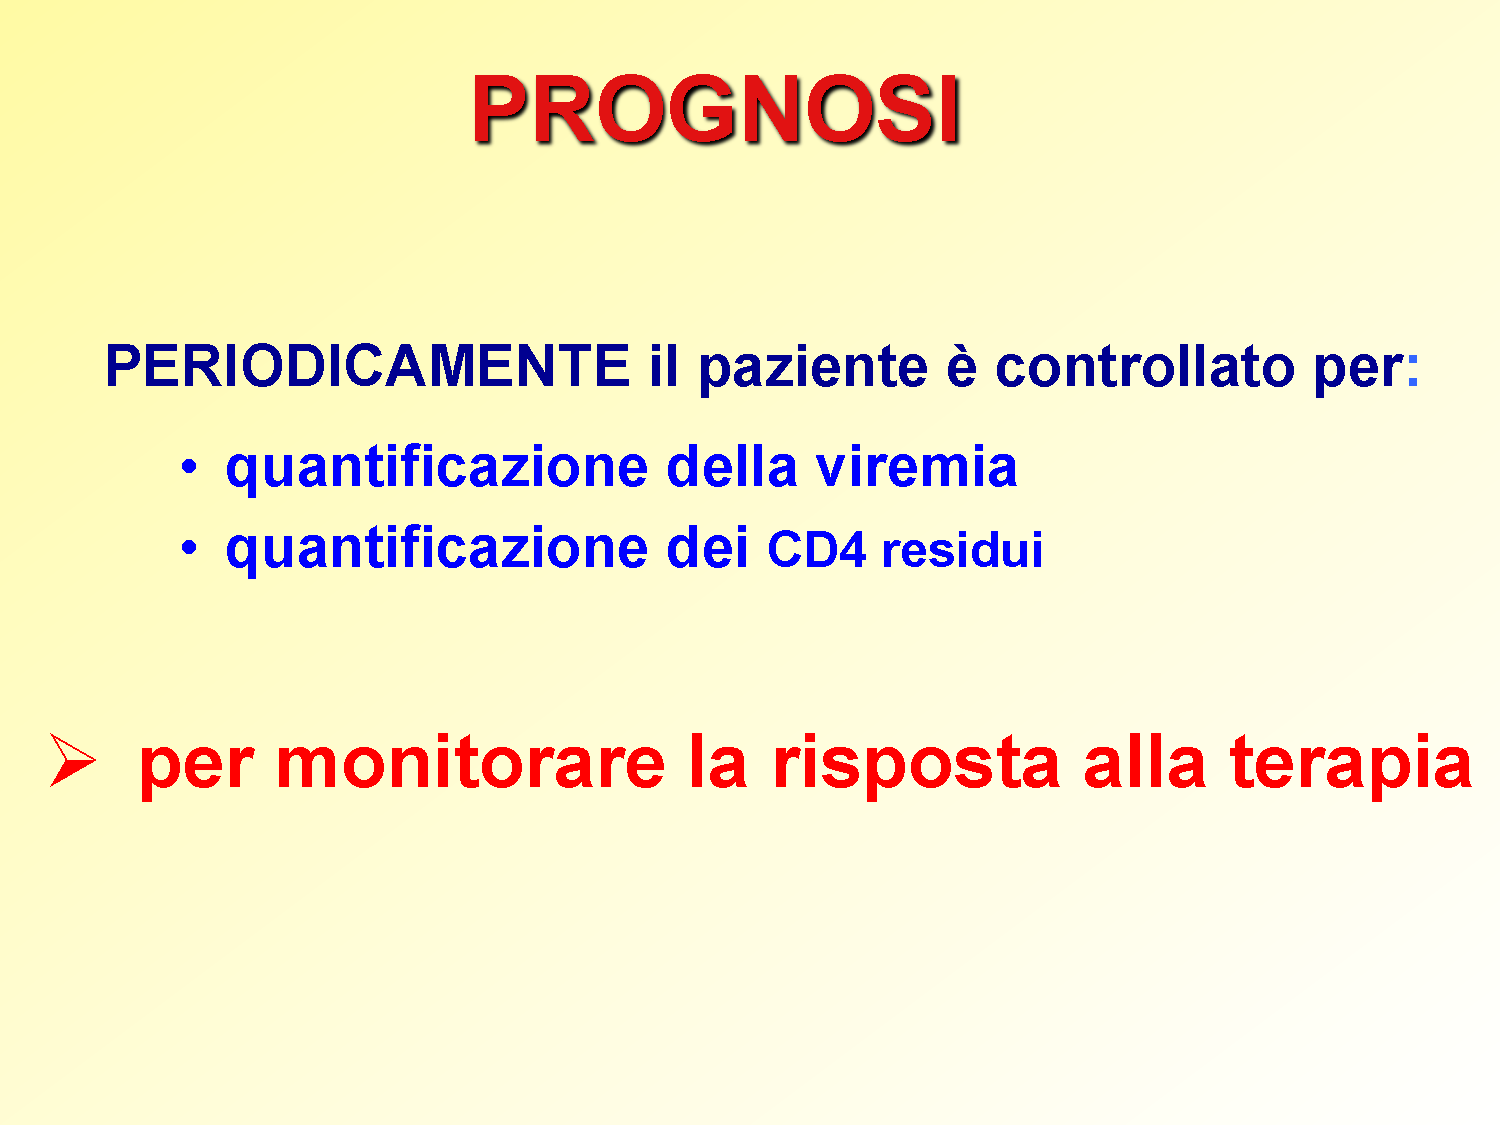 PROGNOSI
PERIODICAMENTE il paziente è controllato per:
• quantificazione della viremia
• quantificazione dei CD4 residui
➢ per monitorare la risposta alla terapia